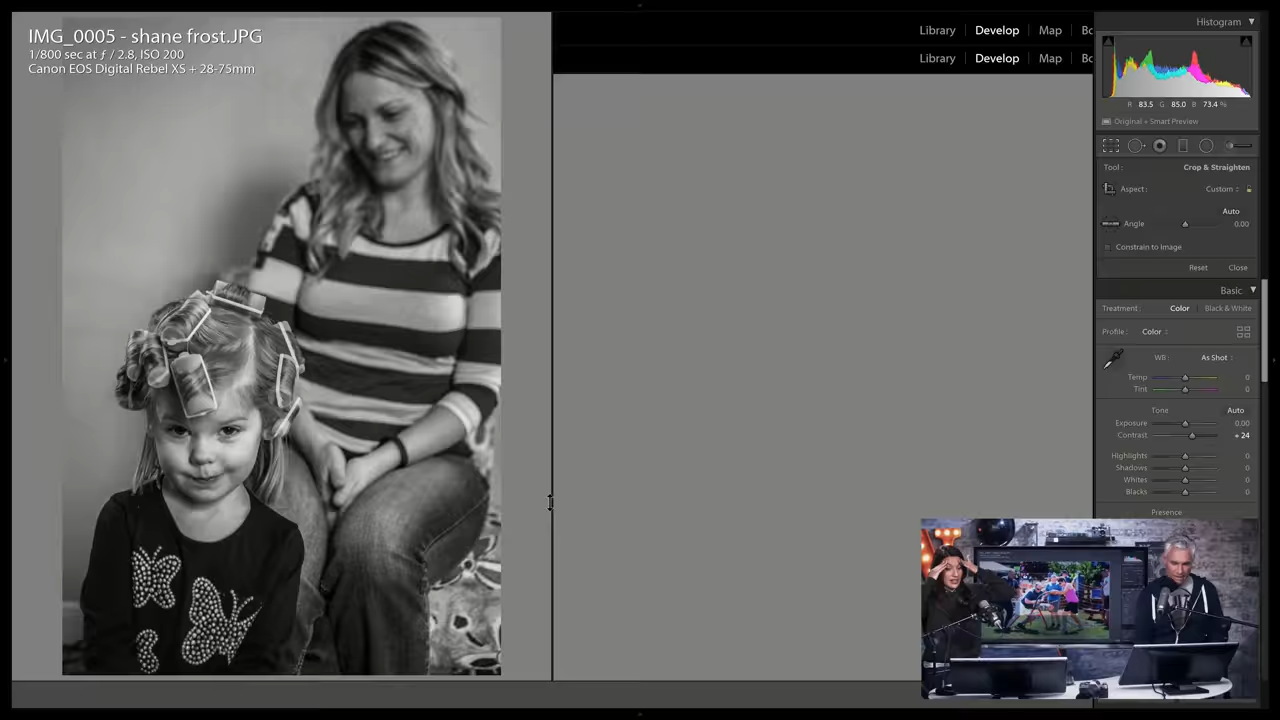 IMG_0005 - shane frost.JPG
1/800 sec at ƒ / 2.8, ISO 200
Canon EOS Digital Rebel XS + 28-75mm
Library Develop Map Bo
Library Develop Map Bo
Histogram
R 83.5 G 85.0 B 73.4 %
Original + Smart Preview
Tool : Crop & Straighten
Aspect : Custom
Auto
Angle 0.00
Constrain to Image
Reset Close
Basic
Treatment : Color Black & White
Profile : Color
WB : As Shot
Temp 0
Tint 0
Tone Auto
Exposure 0.00
Contrast + 24
Highlights 0
Shadows 0
Whites 0
Blacks 0
Presence